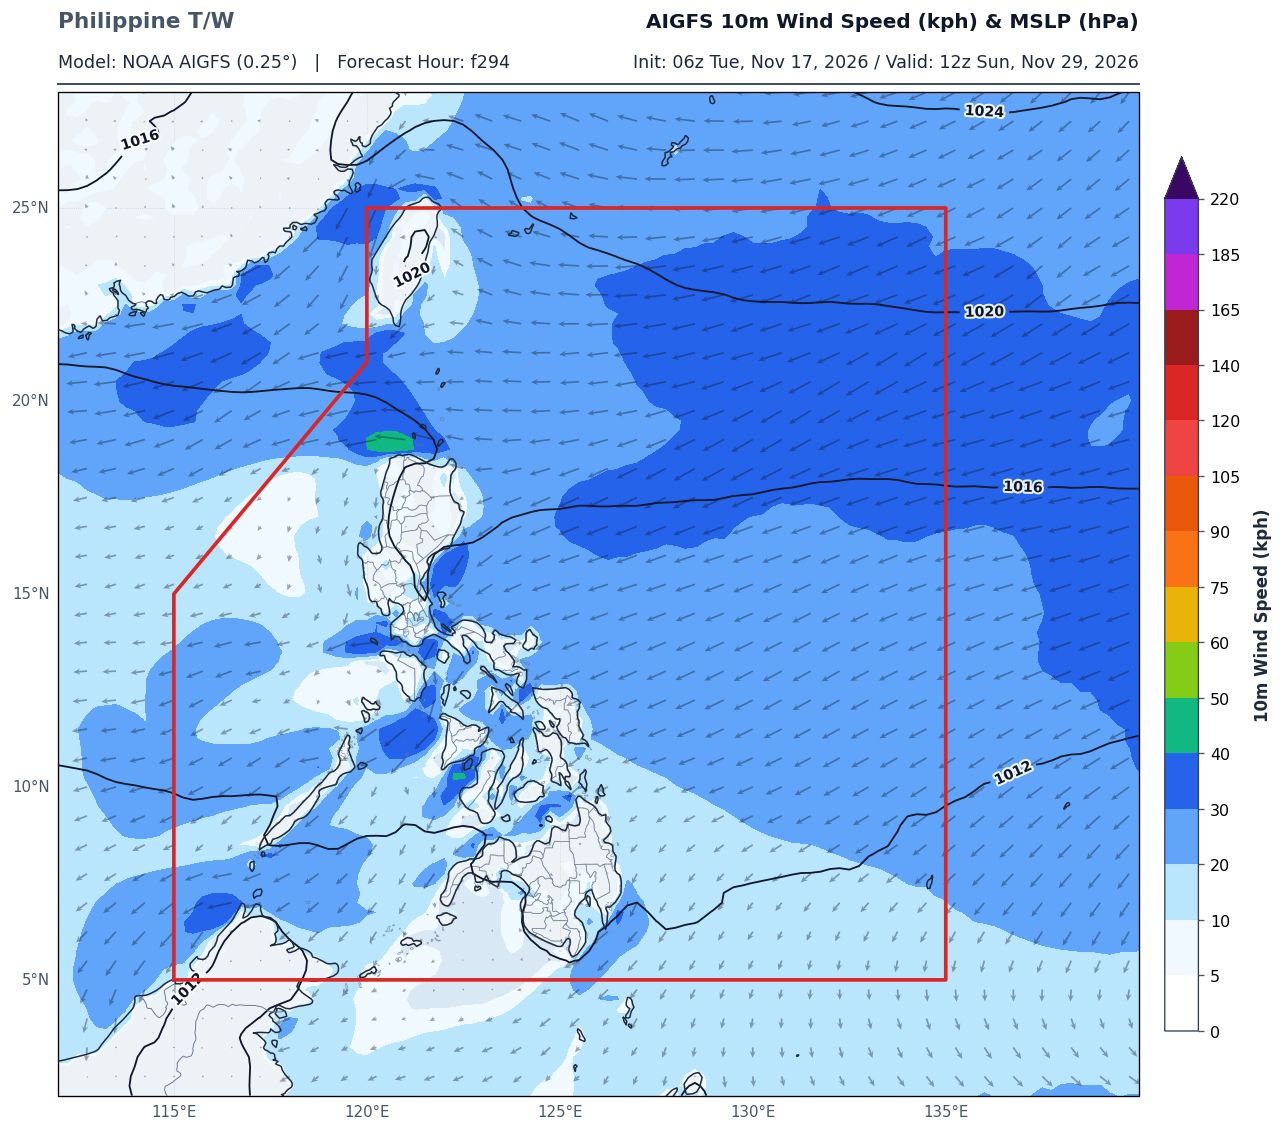 Philippine T/W
AIGFS 10m Wind Speed (kph) & MSLP (hPa)
Model: NOAA AIGFS (0.25°) | Forecast Hour: f294
Init: 06z Tue, Nov 17, 2026 / Valid: 12z Sun, Nov 29, 2026
1024
1016
1020
1020
1016
1012
1012
25°N
20°N
15°N
10°N
5°N
115°E
120°E
125°E
130°E
135°E
220
185
165
140
120
105
90
75
60
50
40
30
20
10
5
0
10m Wind Speed (kph)